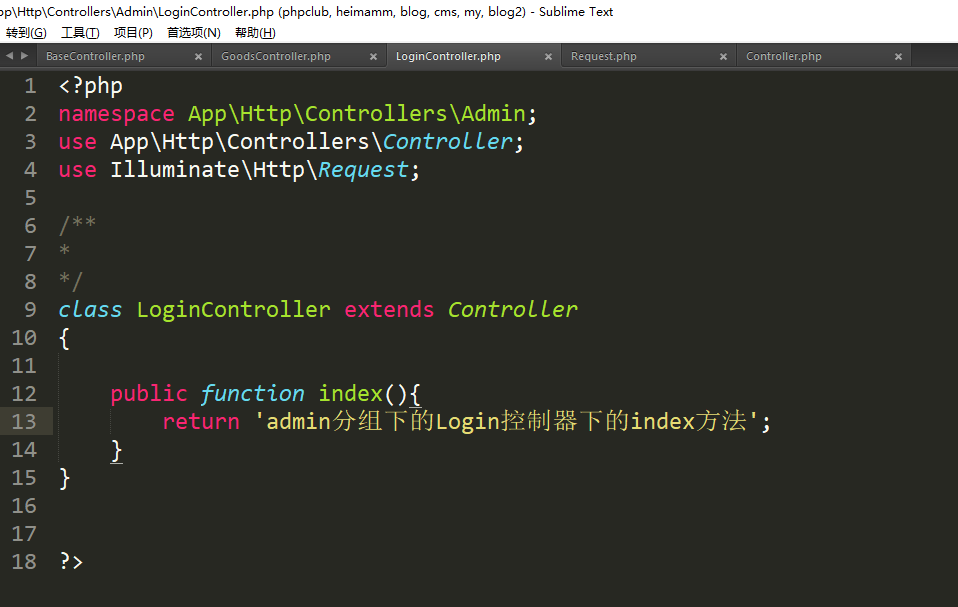 pp\Http\Controllers\Admin\LoginController.php (phpclub, heimamm, blog, cms, my, blog2) - Sublime Text
转到(G) 工具(T) 项目(P) 首选项(N) 帮助(H)
BaseController.php × GoodsController.php × LoginController.php × Request.php × Controller.php ×
1 <?php
2 namespace App\Http\Controllers\Admin;
3 use App\Http\Controllers\Controller;
4 use Illuminate\Http\Request;
5
6 /**
7 *
8 */
9 class LoginController extends Controller
10 {
11
12 public function index(){
13 return 'admin分组下的Login控制器下的index方法';
14 }
15 }
16
17
18 ?>